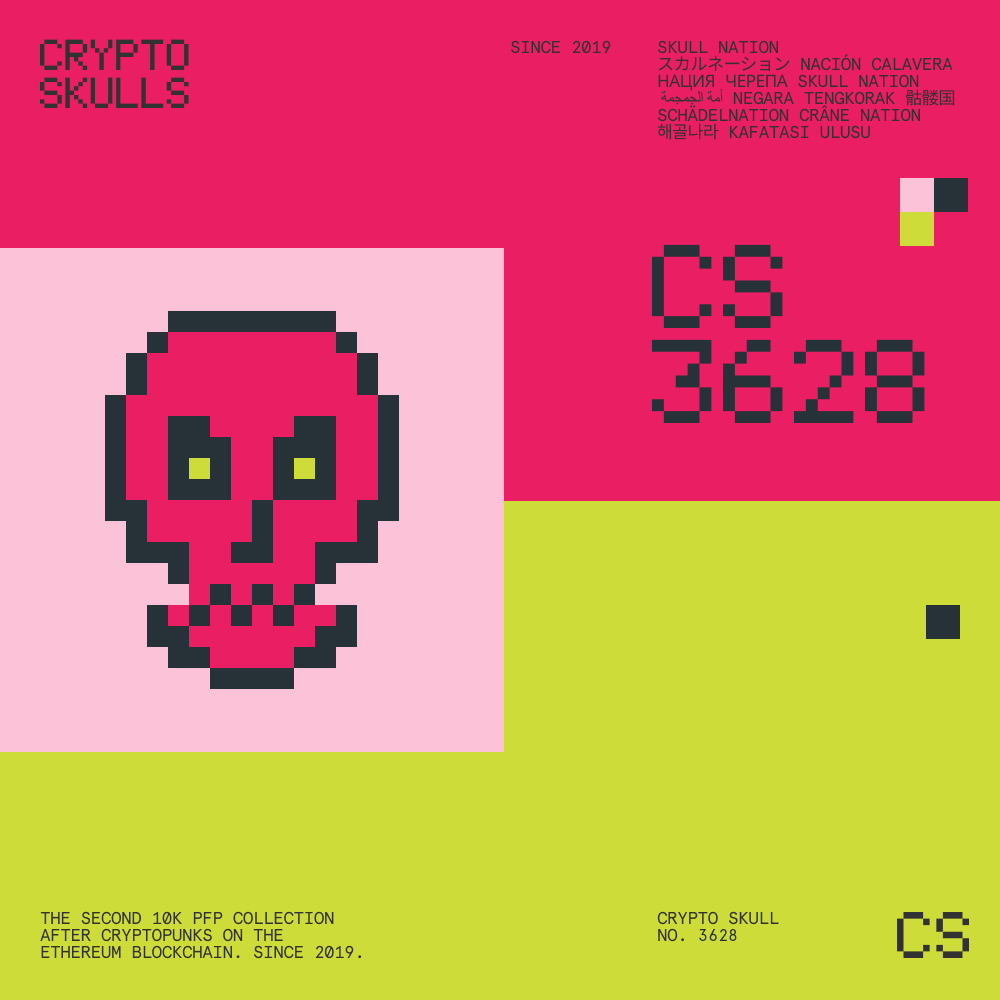 CRYPTO
SKULLS
SINCE 2019
SKULL NATION
スカルネーション NACIÓN CALAVERA
НАЦИЯ ЧЕРЕПА SKULL NATION
أمة الجمجمة NEGARA TENGKORAK 骷髅国
SCHÄDELNATION CRÂNE NATION
해골나라 KAFATASI ULUSU
CS
3628
THE SECOND 10K PFP COLLECTION
AFTER CRYPTOPUNKS ON THE
ETHEREUM BLOCKCHAIN. SINCE 2019.
CRYPTO SKULL
NO. 3628
CS